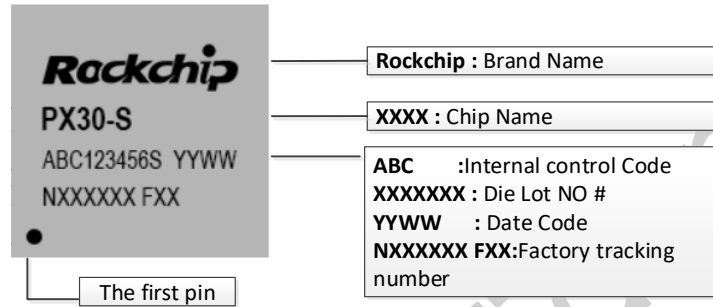 Rockchip
PX30-S
ABC123456S YYWW
NXXXXXX FXX
The first pin
Rockchip : Brand Name
XXXX : Chip Name
ABC :Internal control Code
XXXXXXX : Die Lot NO #
YYWW : Date Code
NXXXXXX FXX:Factory tracking
number